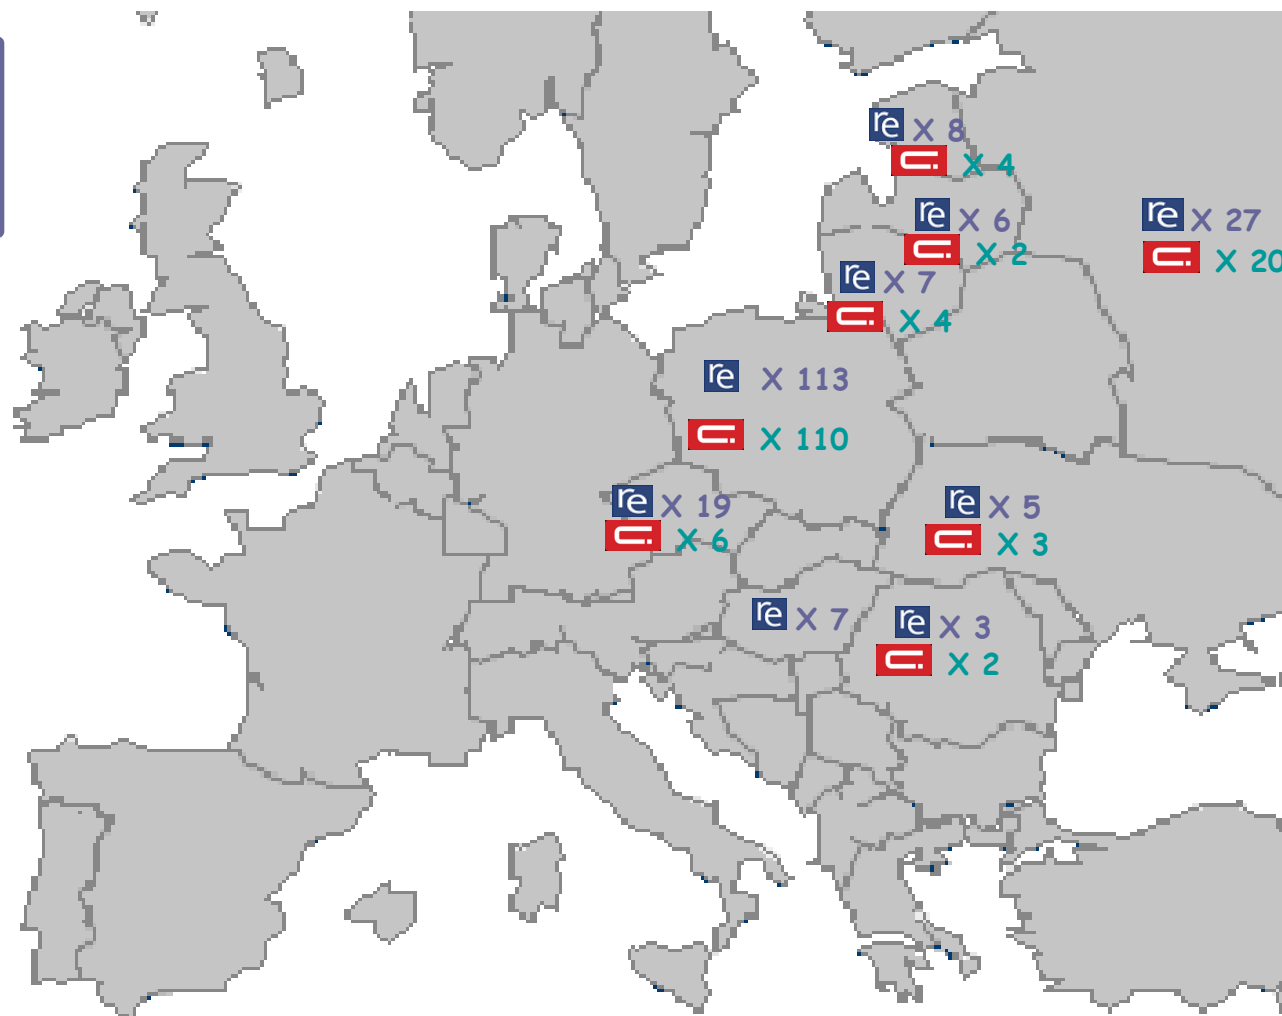 re X 8
X 4
re X 6
X 2
re X 27
X 20
re X 7
X 4
re X 113
X 110
re X 19
X 6
re X 5
X 3
re X 7
re X 3
X 2